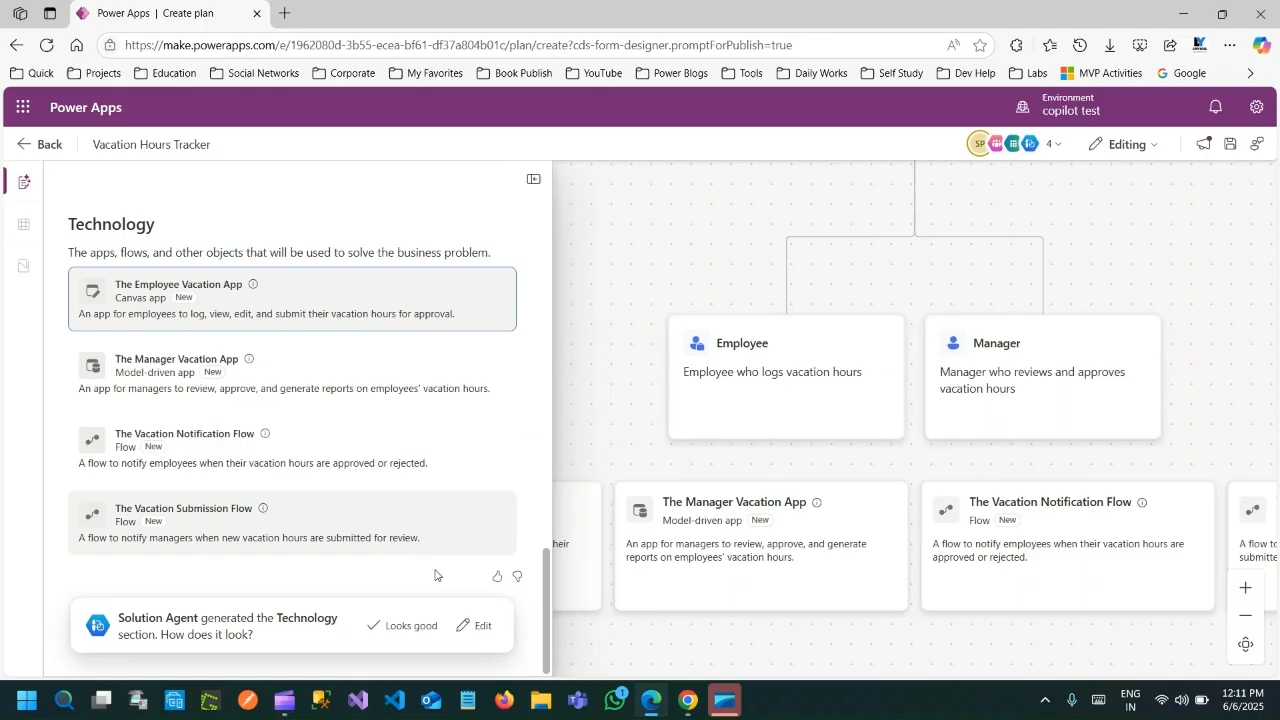 Power Apps | Create plan
https://make.powerapps.com/e/1962080d-3b55-ecea-bf61-df37a804b01c/plan/create?cds-form-designer.promptForPublish=true
Quick
Projects
Education
Social Networks
Corporate
My Favorites
Book Publish
YouTube
Power Blogs
Tools
Daily Works
Self Study
Dev Help
Labs
MVP Activities
Google
Power Apps
Environment
copilot test
Back
Vacation Hours Tracker
SP
4
Editing
Technology
The apps, flows, and other objects that will be used to solve the business problem.
The Employee Vacation App
Canvas app New
An app for employees to log, view, edit, and submit their vacation hours for approval.
The Manager Vacation App
Model-driven app New
An app for managers to review, approve, and generate reports on employees' vacation hours.
The Vacation Notification Flow
Flow New
A flow to notify employees when their vacation hours are approved or rejected.
The Vacation Submission Flow
Flow New
A flow to notify managers when new vacation hours are submitted for review.
Solution Agent generated the Technology
section. How does it look?
Looks good
Edit
Employee
Employee who logs vacation hours
Manager
Manager who reviews and approves
vacation hours
heir
The Manager Vacation App
Model-driven app New
An app for managers to review, approve, and generate
reports on employees' vacation hours.
The Vacation Notification Flow
Flow New
A flow to notify employees when their vacation hours are
approved or rejected.
A flow to
submitte
1
ENG
IN
12:11 PM
6/6/2025